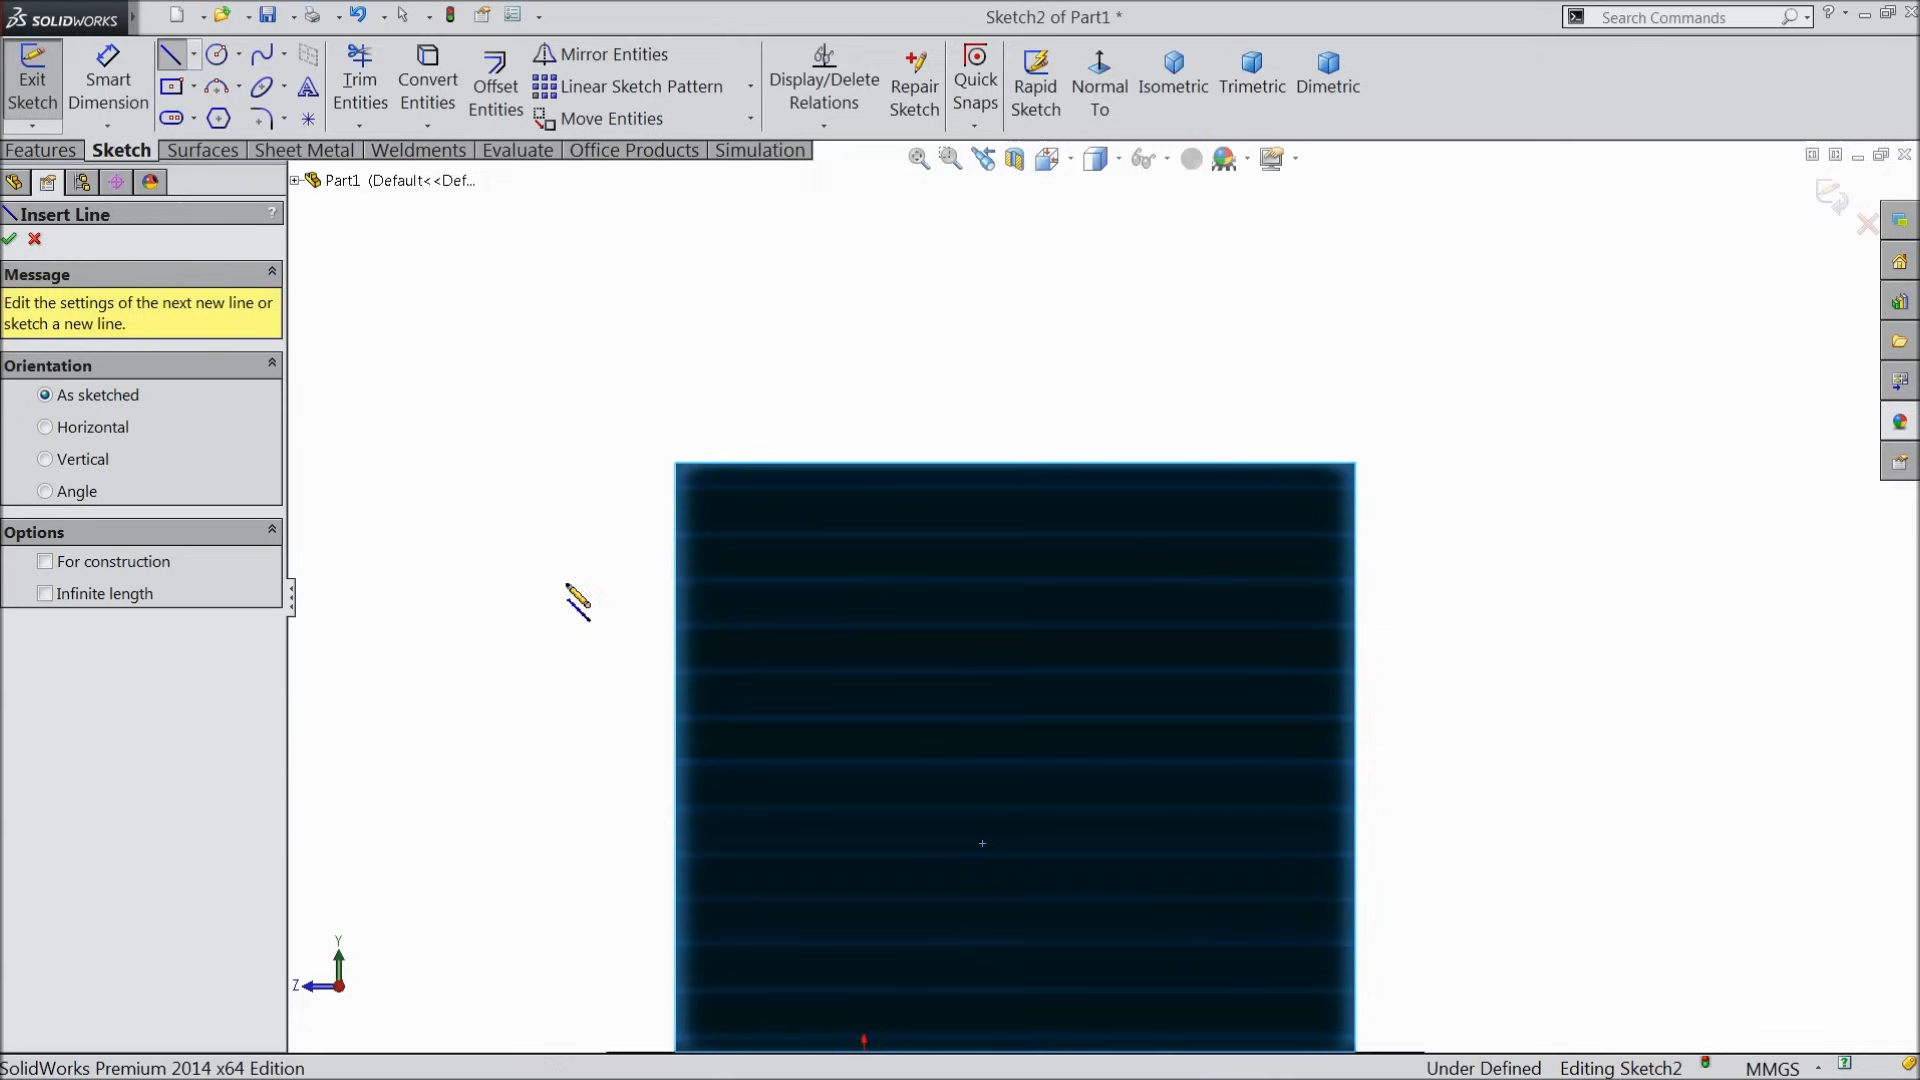 SOLIDWORKS
Sketch2 of Part1 *
Search Commands
Exit Sketch
Smart Dimension
Trim Entities
Convert Entities
Offset Entities
Mirror Entities
Linear Sketch Pattern
Move Entities
Display/Delete Relations
Repair Sketch
Quick Snaps
Rapid Sketch
Normal To
Isometric
Trimetric
Dimetric
Features Sketch Surfaces Sheet Metal Weldments Evaluate Office Products Simulation
Part1 (Default<<Def...
Insert Line ?
Message
Edit the settings of the next new line or
sketch a new line.
Orientation
As sketched
Horizontal
Vertical
Angle
Options
For construction
Infinite length
Y
Z
SolidWorks Premium 2014 x64 Edition
Under Defined Editing Sketch2 MMGS